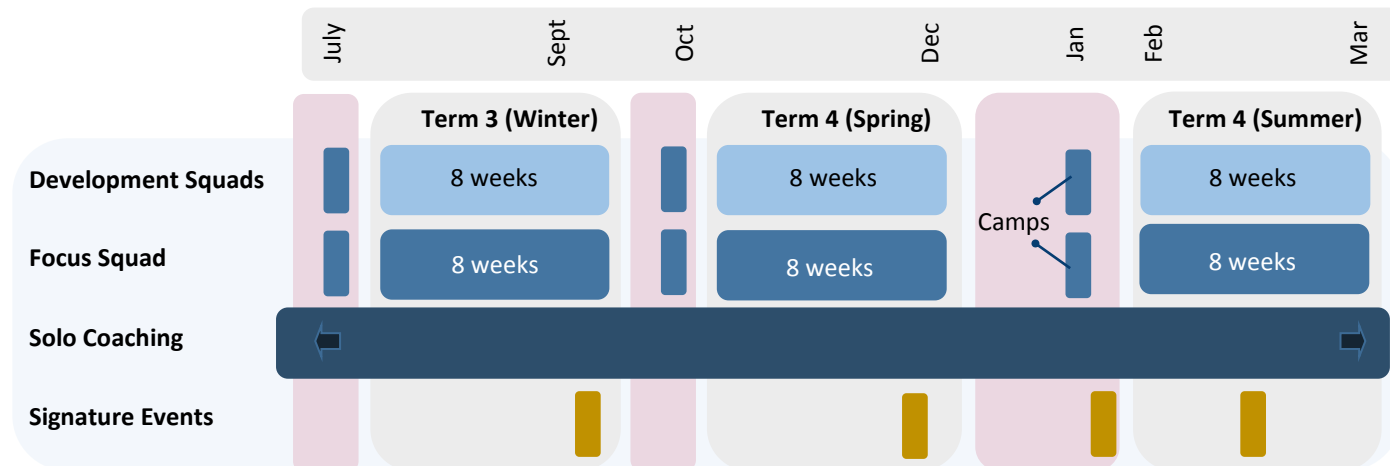 July
Sept
Oct
Dec
Jan
Feb
Mar
Term 3 (Winter)
Term 4 (Spring)
Term 4 (Summer)
Development Squads
8 weeks
8 weeks
8 weeks
Camps
Focus Squad
8 weeks
8 weeks
8 weeks
Solo Coaching
Signature Events